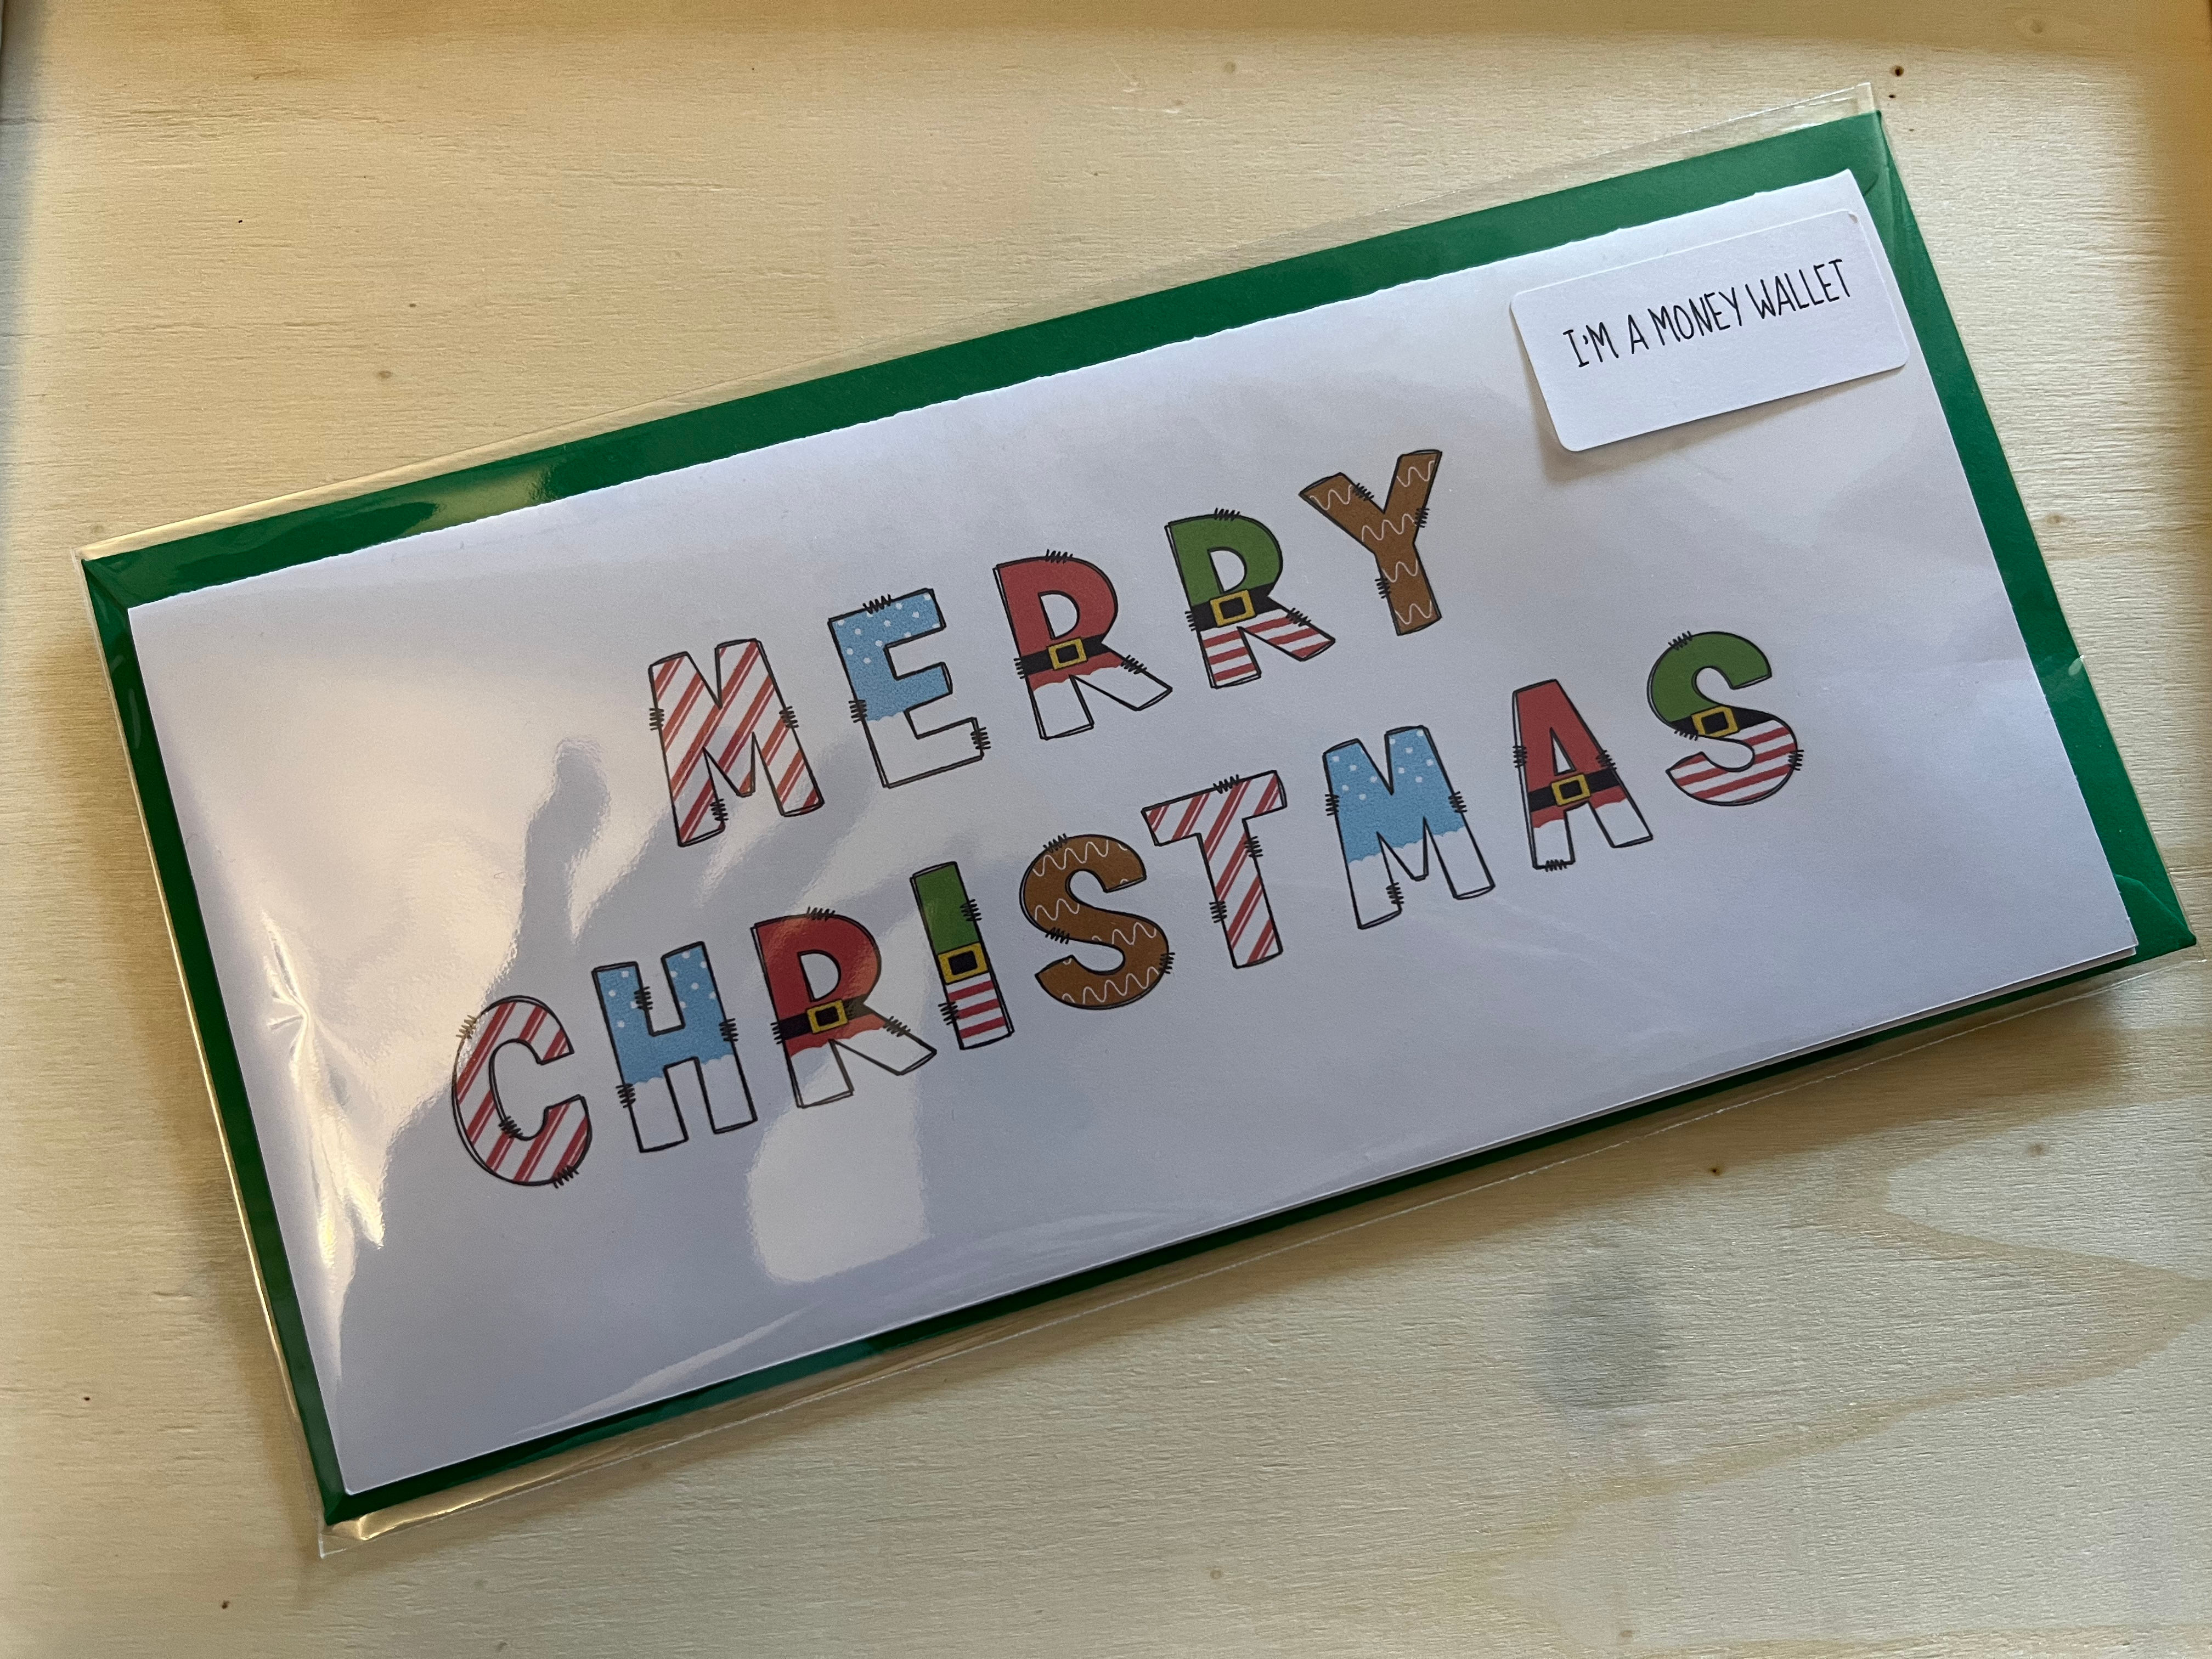 I'M A MONEY WALLET
MERRY
CHRISTMAS